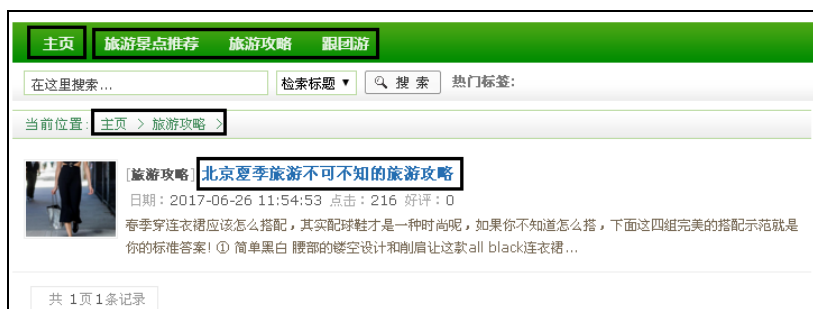 主页 旅游景点推荐 旅游攻略 跟团游
在这里搜索... 检索标题 ▼ 搜 索 热门标签:
当前位置: 主页 > 旅游攻略 >
[旅游攻略] 北京夏季旅游不可不知的旅游攻略
日期：2017-06-26 11:54:53 点击：216 好评：0
春季穿连衣裙应该怎么搭配，其实配球鞋才是一种时尚呢，如果你不知道怎么搭，下面这四组完美的搭配示范就是
你的标准答案! ① 简单黑白 腰部的镂空设计和削肩让这款all black连衣裙...
共 1页1条记录